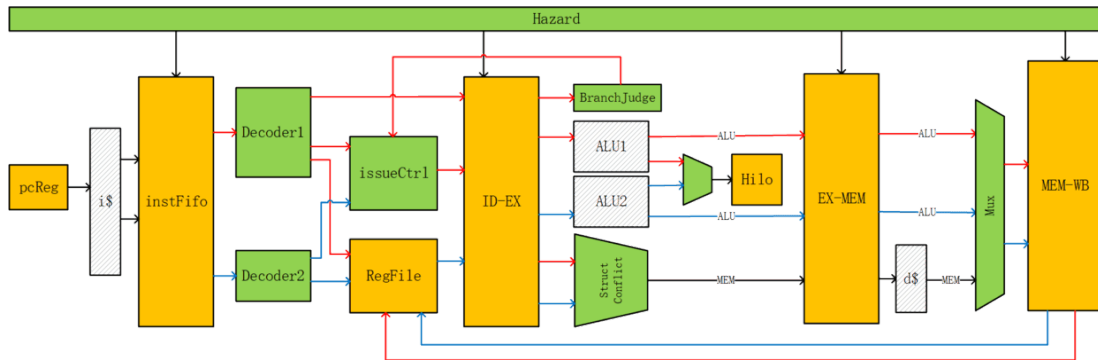 Hazard
pcReg
i$
instFifo
Decoder1
Decoder2
issueCtrl
RegFile
ID-EX
BranchJudge
ALU1
ALU2
Struct
Conflict
Hilo
ALU
ALU
MEM
EX-MEM
ALU
ALU
d$
MEM
Mux
MEM-WB